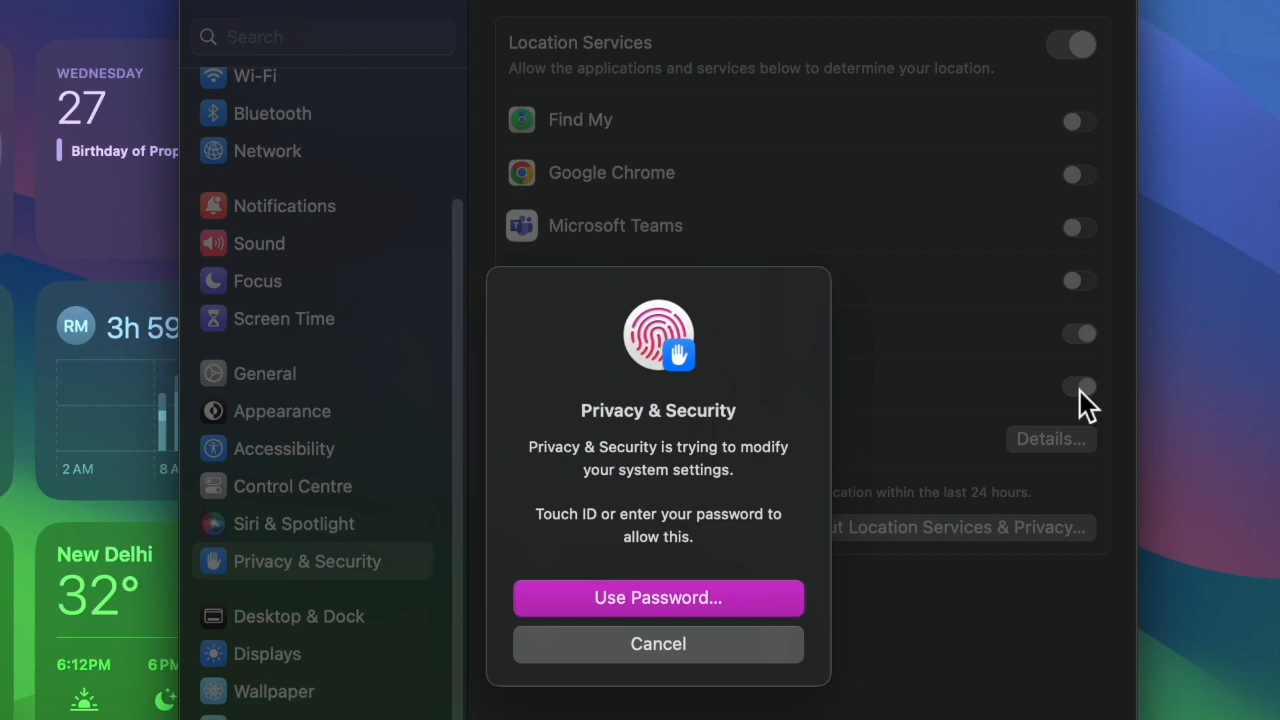 WEDNESDAY
27
Birthday of Prop
RM
3h 59
2 AM
8 A
New Delhi
32°
6:12PM
6 PM
Search
Wi-Fi
Bluetooth
Network
Notifications
Sound
Focus
Screen Time
General
Appearance
Accessibility
Control Centre
Siri & Spotlight
Privacy & Security
Desktop & Dock
Displays
Wallpaper
Location Services
Allow the applications and services below to determine your location.
Find My
Google Chrome
Microsoft Teams
Details...
cation within the last 24 hours.
ut Location Services & Privacy...
Privacy & Security
Privacy & Security is trying to modify
your system settings.
Touch ID or enter your password to
allow this.
Use Password...
Cancel